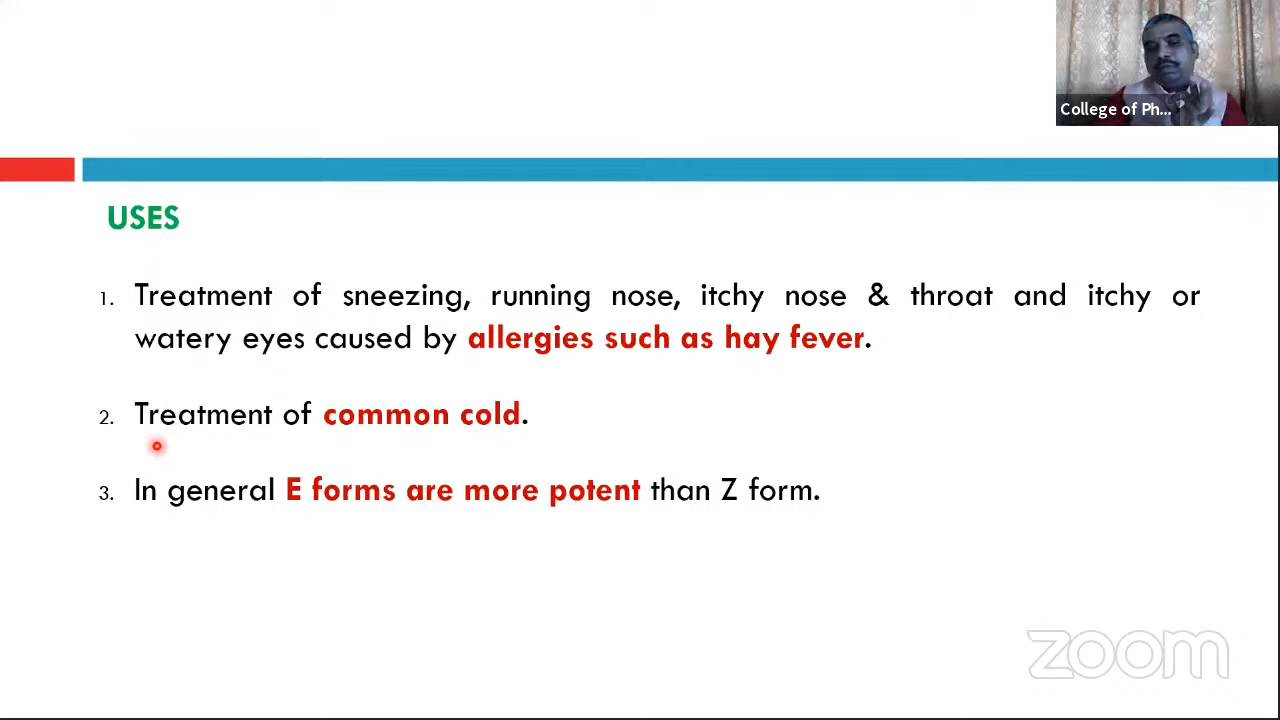 College of Ph...
USES
1. Treatment of sneezing, running nose, itchy nose & throat and itchy or
watery eyes caused by allergies such as hay fever.
2. Treatment of common cold.
3. In general E forms are more potent than Z form.
zoom